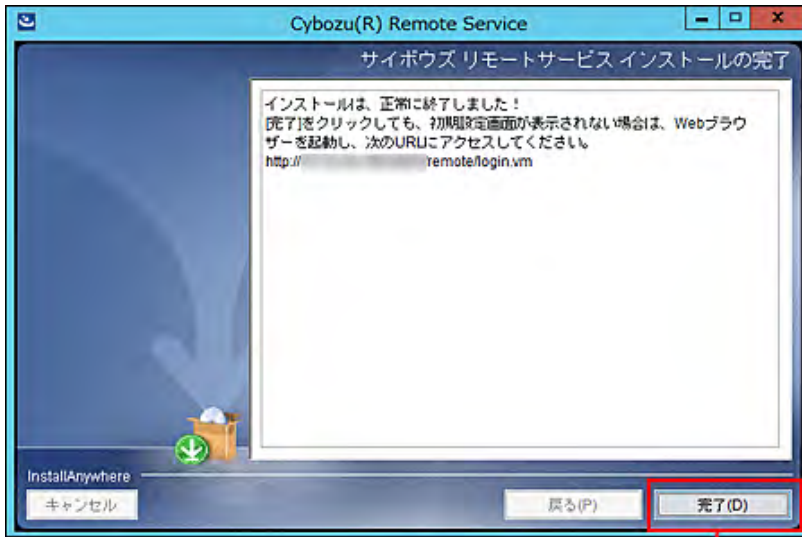 Cybozu(R) Remote Service
サイボウズ リモートサービス インストールの完了
インストールは、正常に終了しました！
[完了]をクリックしても、初期設定画面が表示されない場合は、Webブラウ
ザーを起動し、次のURLにアクセスしてください。
http:// remote/login.vm
InstallAnywhere
キャンセル
戻る(P)
完了(D)